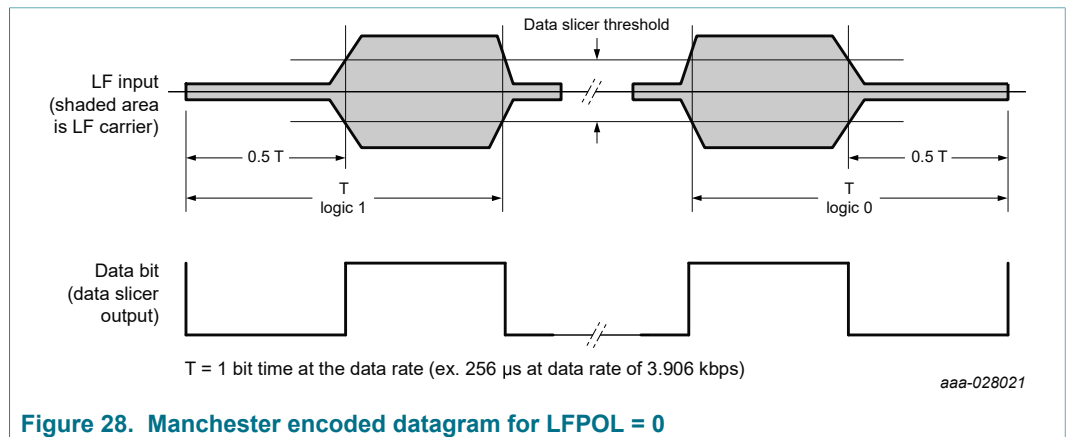 Data slicer threshold
LF input
(shaded area
is LF carrier)
0.5 T
0.5 T
T
logic 1
T
logic 0
Data bit
(data slicer
output)
T = 1 bit time at the data rate (ex. 256 µs at data rate of 3.906 kbps)
aaa-028021
Figure 28. Manchester encoded datagram for LFPOL = 0